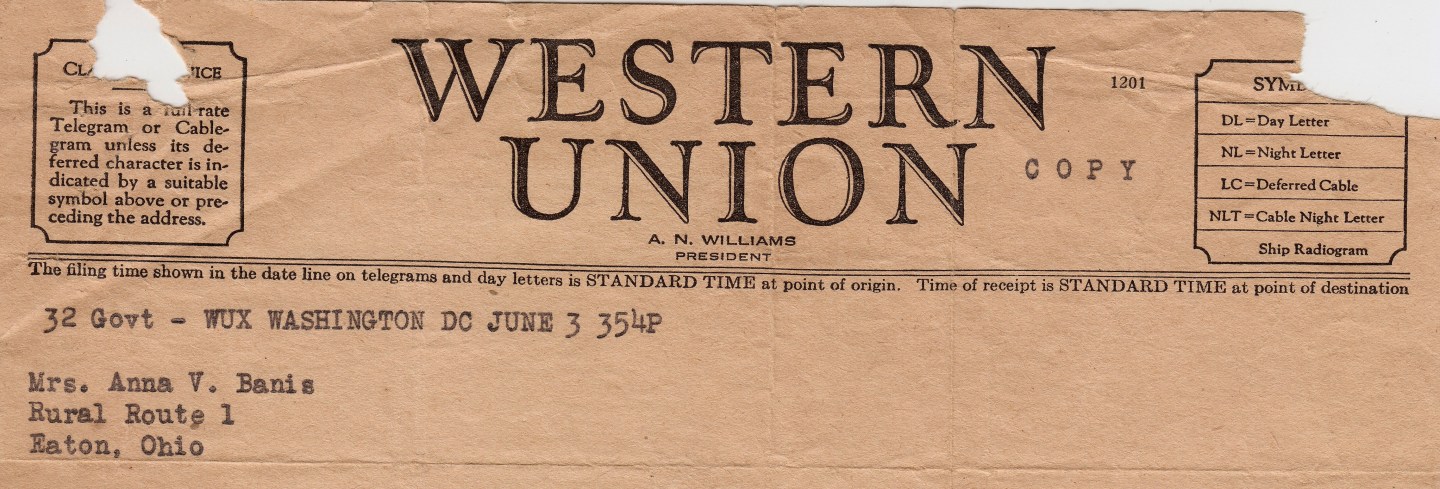 WESTERN
UNION
1201
COPY
A. N. WILLIAMS
PRESIDENT
This is a full-rate
Telegram or Cable-
gram unless its de-
ferred character is in-
dicated by a suitable
symbol above or pre-
ceding the address.
DL=Day Letter
NL=Night Letter
LC=Deferred Cable
NLT=Cable Night Letter
Ship Radiogram
The filing time shown in the date line on telegrams and day letters is STANDARD TIME at point of origin. Time of receipt is STANDARD TIME at point of destination
32 Govt - WUX WASHINGTON DC JUNE 3 354P
Mrs. Anna V. Banis
Rural Route 1
Eaton, Ohio